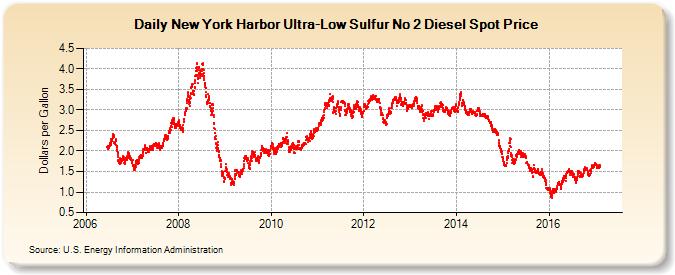 Daily New York Harbor Ultra-Low Sulfur No 2 Diesel Spot Price
Dollars per Gallon
4.5
4.0
3.5
3.0
2.5
2.0
1.5
1.0
0.5
2006 2008 2010 2012 2014 2016
Source: U.S. Energy Information Administration